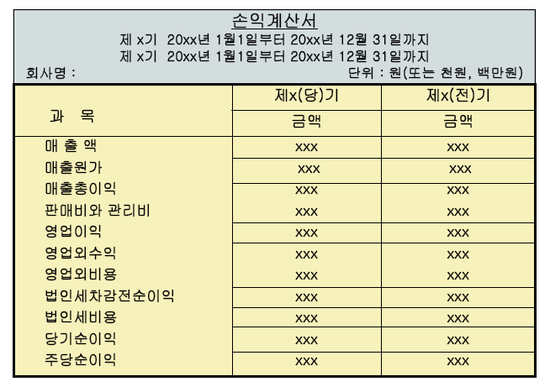 손익계산서
제 x기 20xx년 1월1일부터 20xx년 12월 31일까지
제 x기 20xx년 1월1일부터 20xx년 12월 31일까지
회사명 : 단위 : 원(또는 천원, 백만원)
과 목 제x(당)기 제x(전)기
금액 금액
매 출 액 xxx xxx
매출원가 xxx xxx
매출총이익 xxx xxx
판매비와 관리비 xxx xxx
영업이익 xxx xxx
영업외수익 xxx xxx
영업외비용 xxx xxx
법인세차감전순이익 xxx xxx
법인세비용 xxx xxx
당기순이익 xxx xxx
주당순이익 xxx xxx